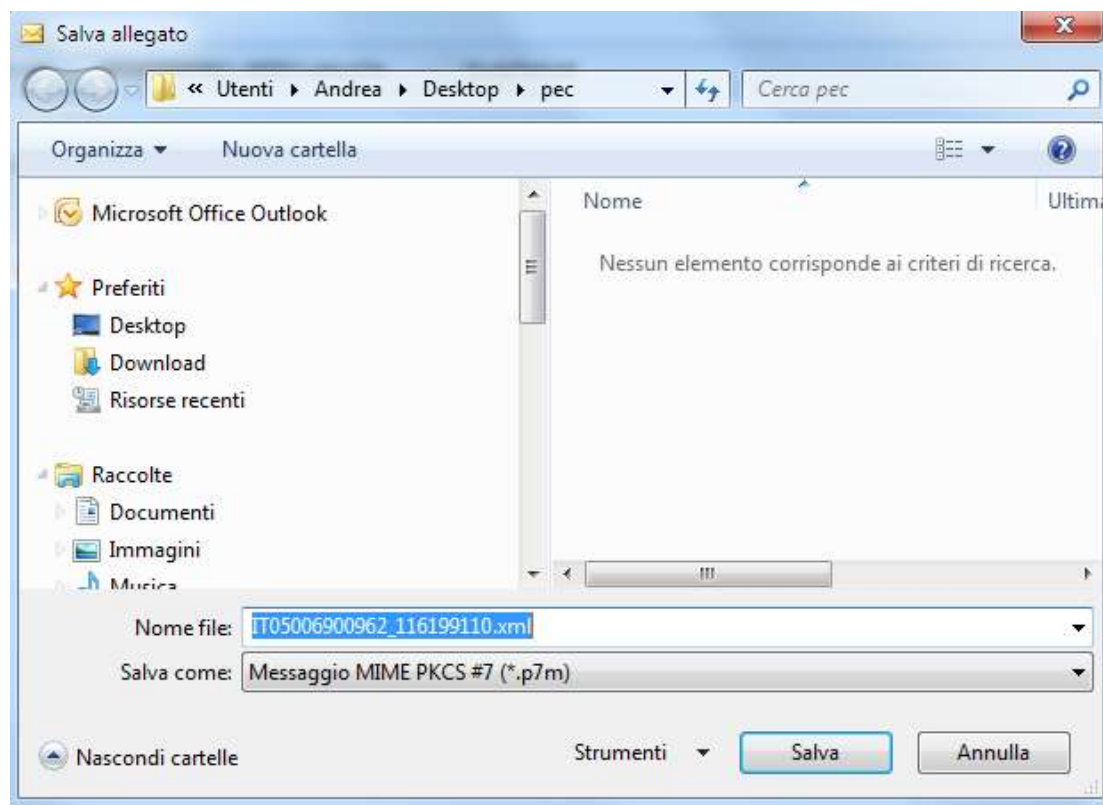 Salva allegato
« Utenti ▸ Andrea ▸ Desktop ▸ pec
Cerca pec
Organizza
Nuova cartella
Microsoft Office Outlook
Preferiti
Desktop
Download
Risorse recenti
Raccolte
Documenti
Immagini
Musica
Nome
Ultima
Nessun elemento corrisponde ai criteri di ricerca.
Nome file: IT05006900962_116199110.xml
Salva come: Messaggio MIME PKCS #7 (*.p7m)
Nascondi cartelle
Strumenti
Salva
Annulla